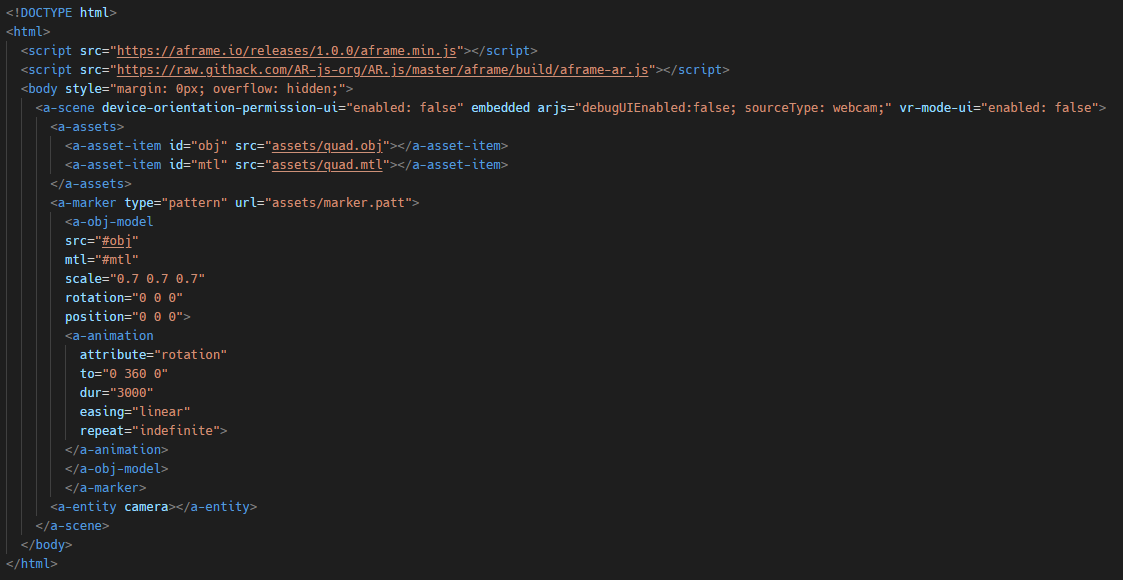 <!DOCTYPE html>
<html>
  <script src="https://aframe.io/releases/1.0.0/aframe.min.js"></script>
  <script src="https://raw.githack.com/AR-js-org/AR.js/master/aframe/build/aframe-ar.js"></script>
  <body style="margin: 0px; overflow: hidden;">
    <a-scene device-orientation-permission-ui="enabled: false" embedded arjs="debugUIEnabled:false; sourceType: webcam;" vr-mode-ui="enabled: false">
      <a-assets>
        <a-asset-item id="obj" src="assets/quad.obj"></a-asset-item>
        <a-asset-item id="mtl" src="assets/quad.mtl"></a-asset-item>
      </a-assets>
      <a-marker type="pattern" url="assets/marker.patt">
        <a-obj-model
        src="#obj"
        mtl="#mtl"
        scale="0.7 0.7 0.7"
        rotation="0 0 0"
        position="0 0 0">
        <a-animation
          attribute="rotation"
          to="0 360 0"
          dur="3000"
          easing="linear"
          repeat="indefinite">
        </a-animation>
        </a-obj-model>
        </a-marker>
      <a-entity camera></a-entity>
    </a-scene>
  </body>
</html>